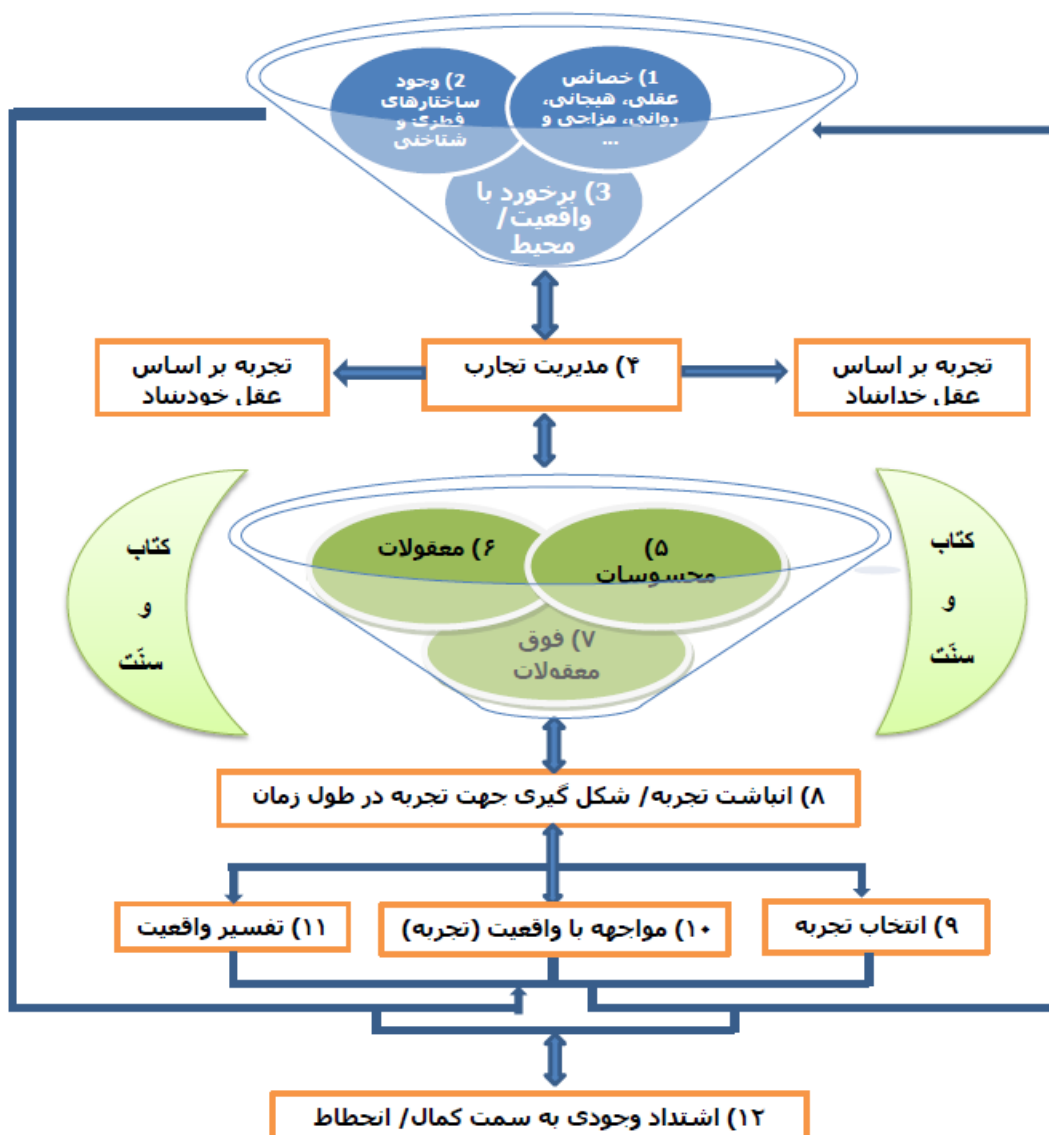 1) خصائص
عقلی، هیجانی،
روانی، مزاجی و
...
2) وجود
ساختارهای
فطری و
شناختی
3) برخورد با
واقعیت/
محیط
تجربه بر اساس
عقل خدابنیاد
۴) مدیریت تجارب
تجربه بر اساس
عقل خودبنیاد
کتاب
و
سنّت
۵)
محسوسات
۶) معقولات
۷) فوق
معقولات
کتاب
و
سنّت
۸) انباشت تجربه/ شکل گیری جهت تجربه در طول زمان
۹) انتخاب تجربه
۱۰) مواجهه با واقعیت (تجربه)
۱۱) تفسیر واقعیت
۱۲) اشتداد وجودی به سمت کمال/ انحطاط